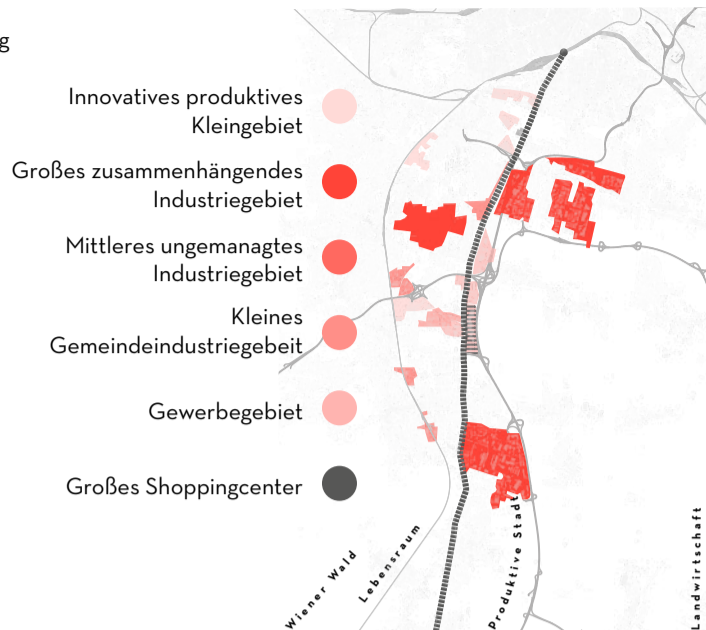 g
Innovatives produktives
Kleingebiet
Großes zusammenhängendes
Industriegebiet
Mittleres ungemanagtes
Industriegebiet
Kleines
Gemeindeindustriegebeit
Gewerbegebiet
Großes Shoppingcenter
Wiener Wald
Lebensraum
Produktive Stadt
Landwirtschaft